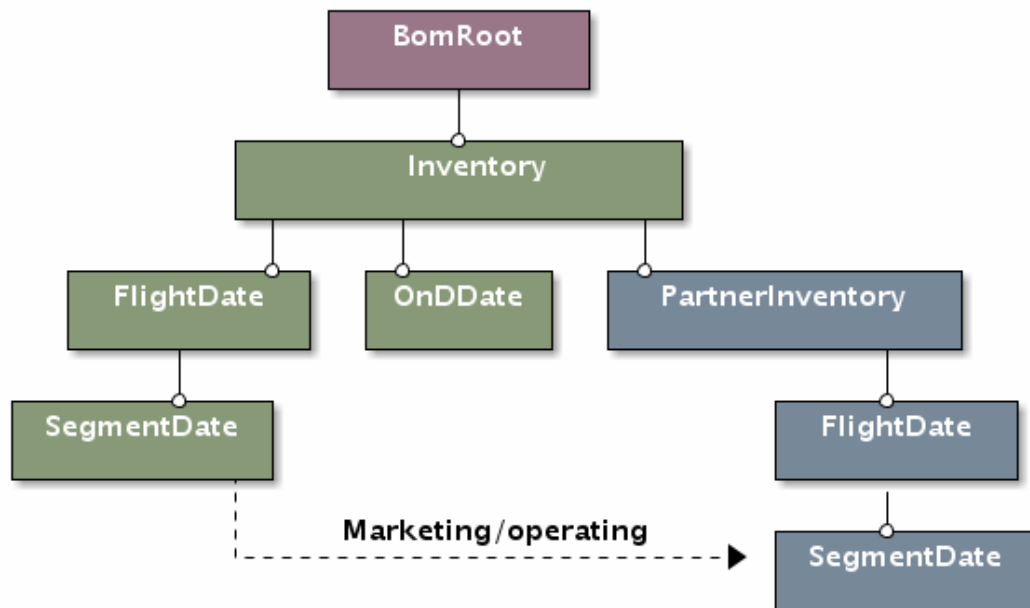 BomRoot
Inventory
FlightDate
OnDDate
PartnerInventory
SegmentDate
FlightDate
Marketing/operating
SegmentDate